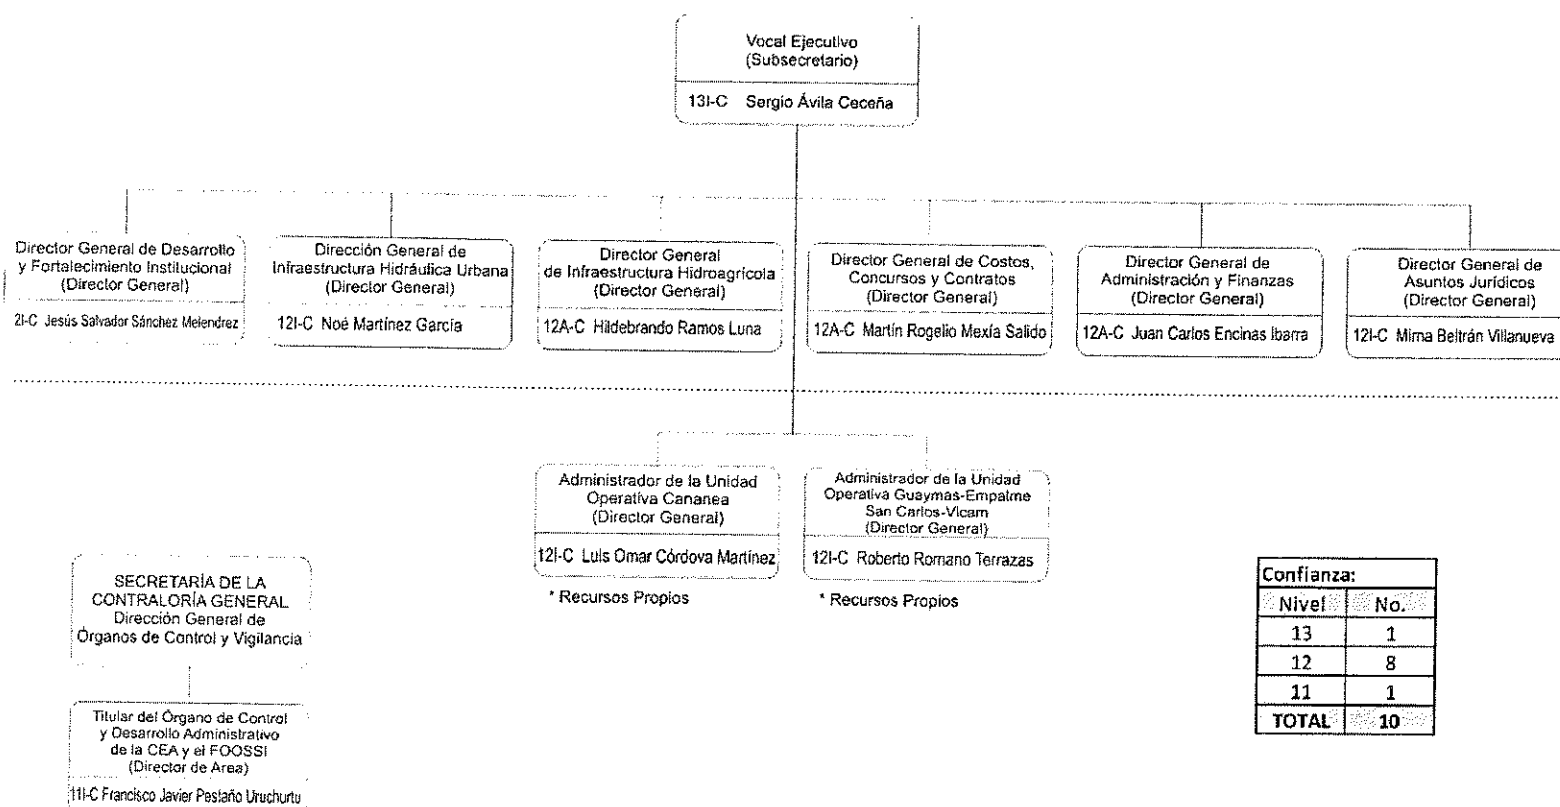 Vocal Ejecutivo
(Subsecretario)
13I-C Sergio Ávila Ceceña
Director General de Desarrollo
y Fortalecimiento Institucional
(Director General)
2I-C Jesús Salvador Sánchez Melendrez
Dirección General de
Infraestructura Hidráulica Urbana
(Director General)
12I-C Noé Martínez García
Director General
de Infraestructura Hidroagrícola
(Director General)
12A-C Hildebrando Ramos Luna
Director General de Costos,
Concursos y Contratos
(Director General)
12A-C Martín Rogelio Mexía Salido
Director General de
Administración y Finanzas
(Director General)
12A-C Juan Carlos Encinas Ibarra
Director General de
Asuntos Jurídicos
(Director General)
12I-C Mirna Beltrán Villanueva
Administrador de la Unidad
Operativa Cananea
(Director General)
12I-C Luis Omar Córdova Martínez
* Recursos Propios
Administrador de la Unidad
Operativa Guaymas-Empalme
San Carlos-Vicam
(Director General)
12I-C Roberto Romano Terrazas
* Recursos Propios
SECRETARÍA DE LA
CONTRALORÍA GENERAL
Dirección General de
Órganos de Control y Vigilancia
Titular del Órgano de Control
y Desarrollo Administrativo
de la CEA y el FOOSSI
(Director de Area)
11I-C Francisco Javier Pestaño Uruchurtu
Confianza:
Nivel No.
13 1
12 8
11 1
TOTAL 10